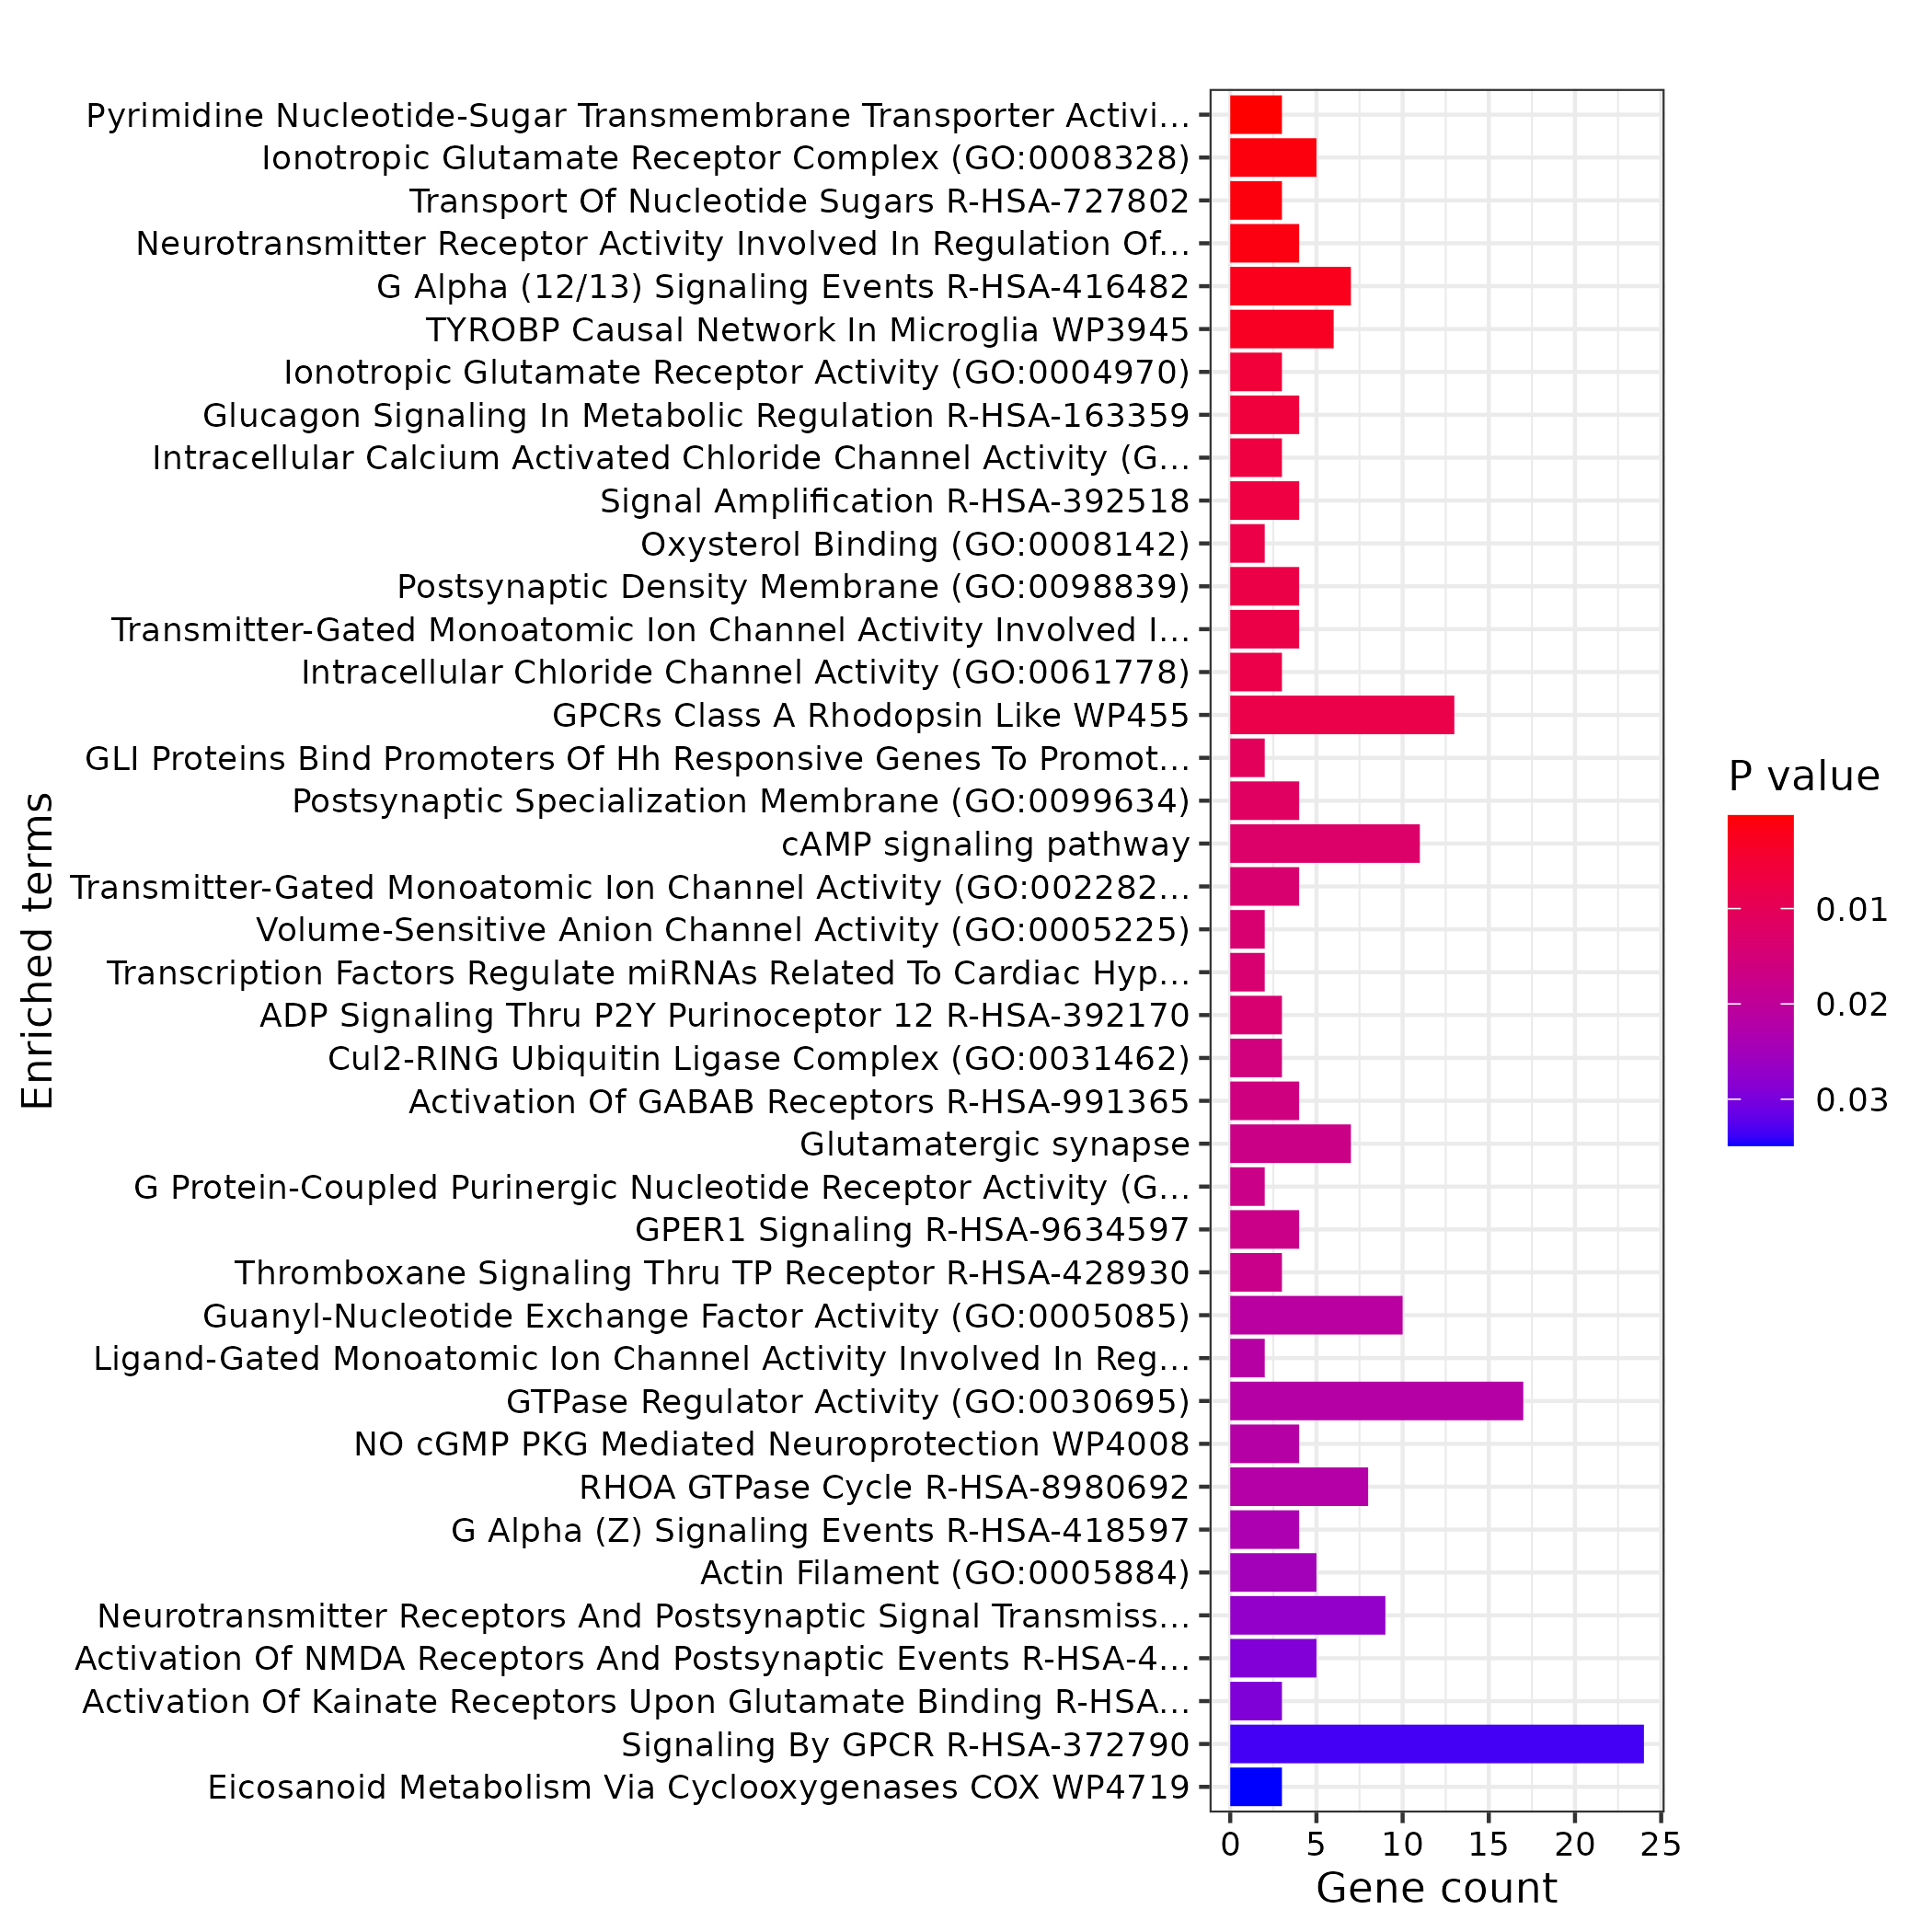 Pyrimidine Nucleotide-Sugar Transmembrane Transporter Activi...
Ionotropic Glutamate Receptor Complex (GO:0008328)
Transport Of Nucleotide Sugars R-HSA-727802
Neurotransmitter Receptor Activity Involved In Regulation Of...
G Alpha (12/13) Signaling Events R-HSA-416482
TYROBP Causal Network In Microglia WP3945
Ionotropic Glutamate Receptor Activity (GO:0004970)
Glucagon Signaling In Metabolic Regulation R-HSA-163359
Intracellular Calcium Activated Chloride Channel Activity (G...
Signal Amplification R-HSA-392518
Oxysterol Binding (GO:0008142)
Postsynaptic Density Membrane (GO:0098839)
Transmitter-Gated Monoatomic Ion Channel Activity Involved I...
Intracellular Chloride Channel Activity (GO:0061778)
GPCRs Class A Rhodopsin Like WP455
GLI Proteins Bind Promoters Of Hh Responsive Genes To Promot...
Postsynaptic Specialization Membrane (GO:0099634)
cAMP signaling pathway
Transmitter-Gated Monoatomic Ion Channel Activity (GO:002282...
Volume-Sensitive Anion Channel Activity (GO:0005225)
Transcription Factors Regulate miRNAs Related To Cardiac Hyp...
ADP Signaling Thru P2Y Purinoceptor 12 R-HSA-392170
Cul2-RING Ubiquitin Ligase Complex (GO:0031462)
Activation Of GABAB Receptors R-HSA-991365
Glutamatergic synapse
G Protein-Coupled Purinergic Nucleotide Receptor Activity (G...
GPER1 Signaling R-HSA-9634597
Thromboxane Signaling Thru TP Receptor R-HSA-428930
Guanyl-Nucleotide Exchange Factor Activity (GO:0005085)
Ligand-Gated Monoatomic Ion Channel Activity Involved In Reg...
GTPase Regulator Activity (GO:0030695)
NO cGMP PKG Mediated Neuroprotection WP4008
RHOA GTPase Cycle R-HSA-8980692
G Alpha (Z) Signaling Events R-HSA-418597
Actin Filament (GO:0005884)
Neurotransmitter Receptors And Postsynaptic Signal Transmiss...
Activation Of NMDA Receptors And Postsynaptic Events R-HSA-4...
Activation Of Kainate Receptors Upon Glutamate Binding R-HSA...
Signaling By GPCR R-HSA-372790
Eicosanoid Metabolism Via Cyclooxygenases COX WP4719
Enriched terms
0 5 10 15 20 25
Gene count
P value
0.01
0.02
0.03